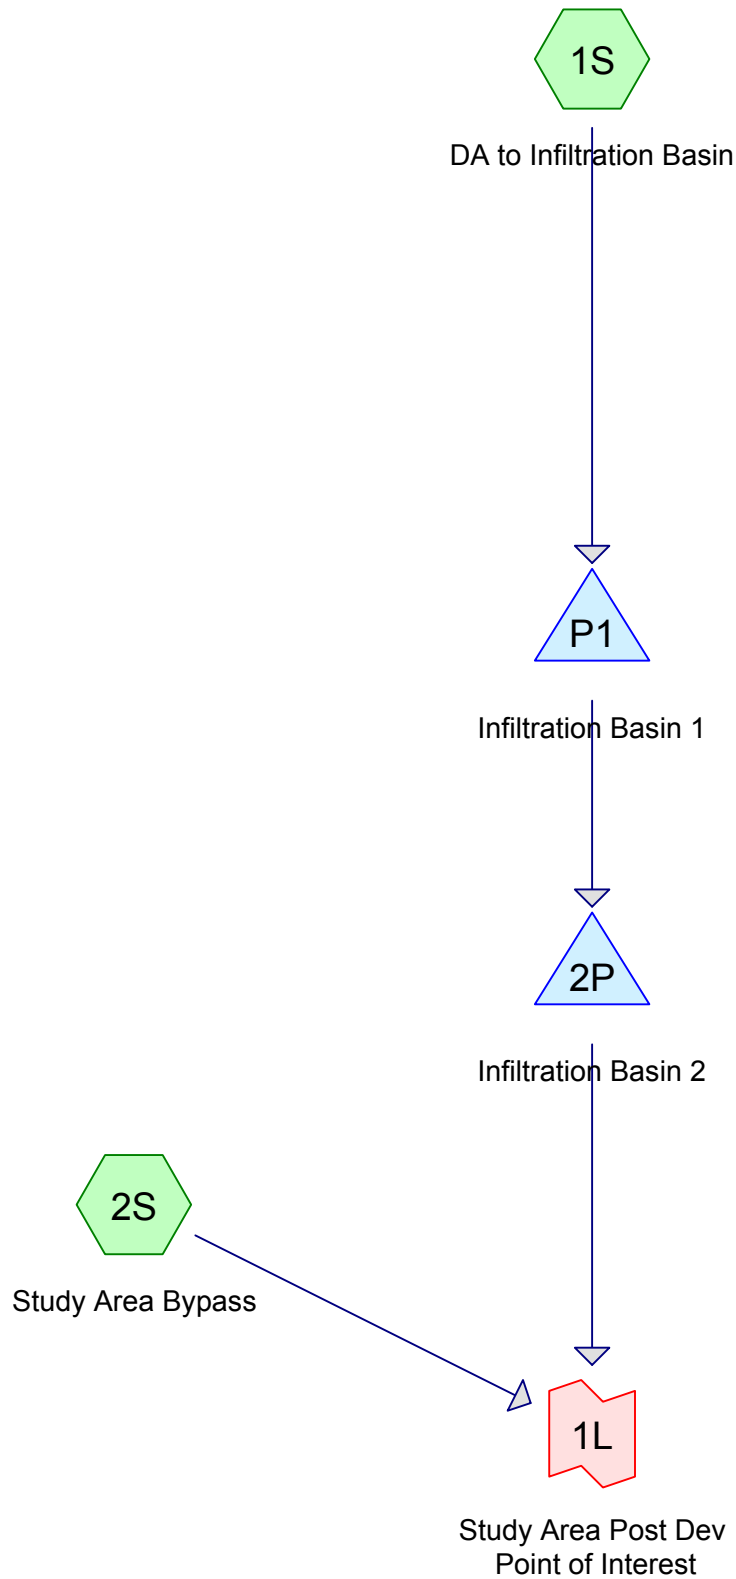 1S
DA to Infiltration Basin
P1
Infiltration Basin 1
2P
Infiltration Basin 2
2S
Study Area Bypass
1L
Study Area Post Dev
Point of Interest